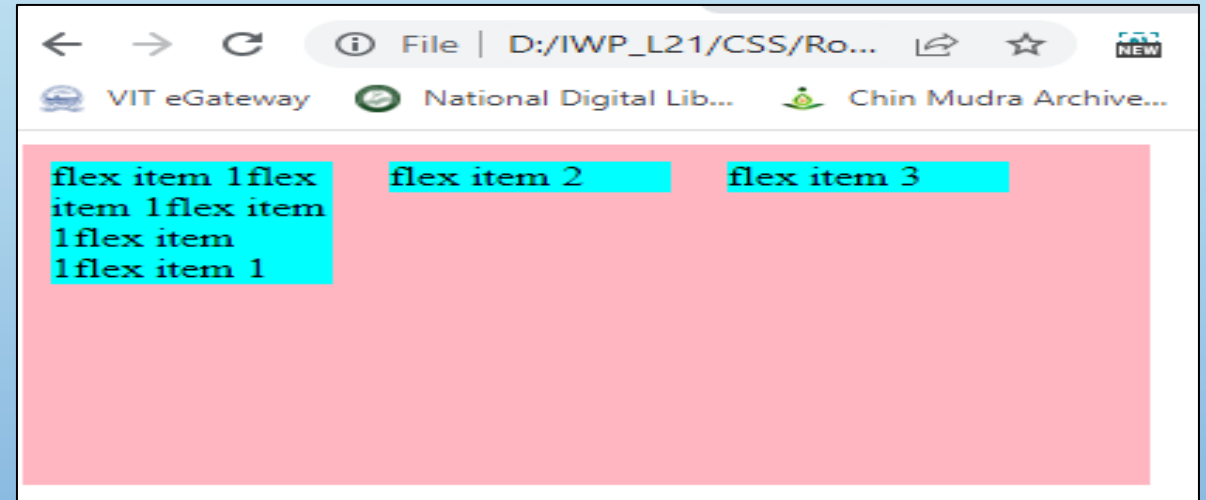 File | D:/IWP_L21/CSS/Ro... NEW
VIT eGateway National Digital Lib... Chin Mudra Archive...
flex item 1flex flex item 2 flex item 3
item 1flex item
1flex item
1flex item 1